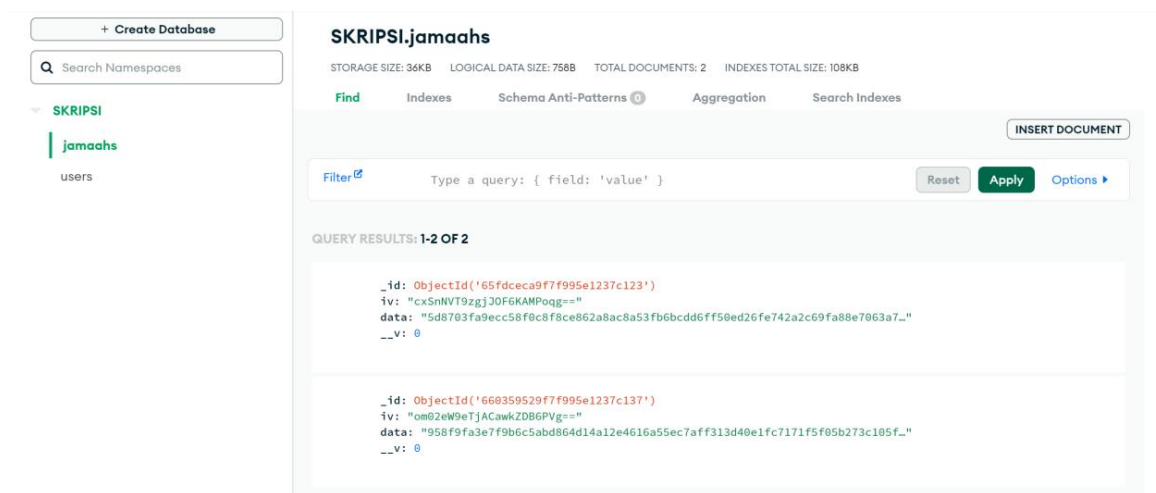 + Create Database
Search Namespaces
SKRIPSI
jamaahs
users
SKRIPSI.jamaahs
STORAGE SIZE: 36KB LOGICAL DATA SIZE: 758B TOTAL DOCUMENTS: 2 INDEXES TOTAL SIZE: 108KB
Find Indexes Schema Anti-Patterns 0 Aggregation Search Indexes
INSERT DOCUMENT
Filter Type a query: { field: 'value' } Reset Apply Options
QUERY RESULTS: 1-2 OF 2
_id: ObjectId('65fdceca9f7f995e1237c123')
iv: "cxSnNVT9zgjJOF6KAMPoqg=="
data: "5d8703fa9ecc58f0c8f8ce862a8ac8a53fb6bcdd6ff50ed26fe742a2c69fa88e7063a7…"
__v: 0
_id: ObjectId('660359529f7f995e1237c137')
iv: "om02eW9eTjACawkZDB6PVg=="
data: "958f9fa3e7f9b6c5abd864d14a12e4616a55ec7aff313d40e1fc7171f5f05b273c105f…"
__v: 0